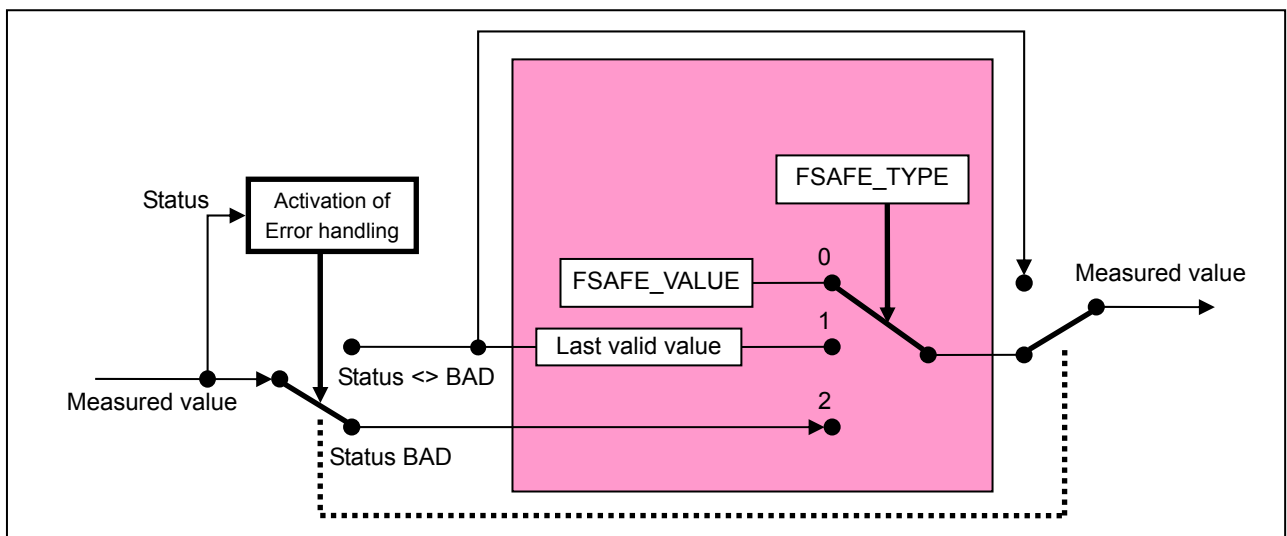 FSAFE_TYPE
Status
Activation of
Error handling
0
Measured value
FSAFE_VALUE
1
Last valid value
Status <> BAD
Measured value
2
Status BAD